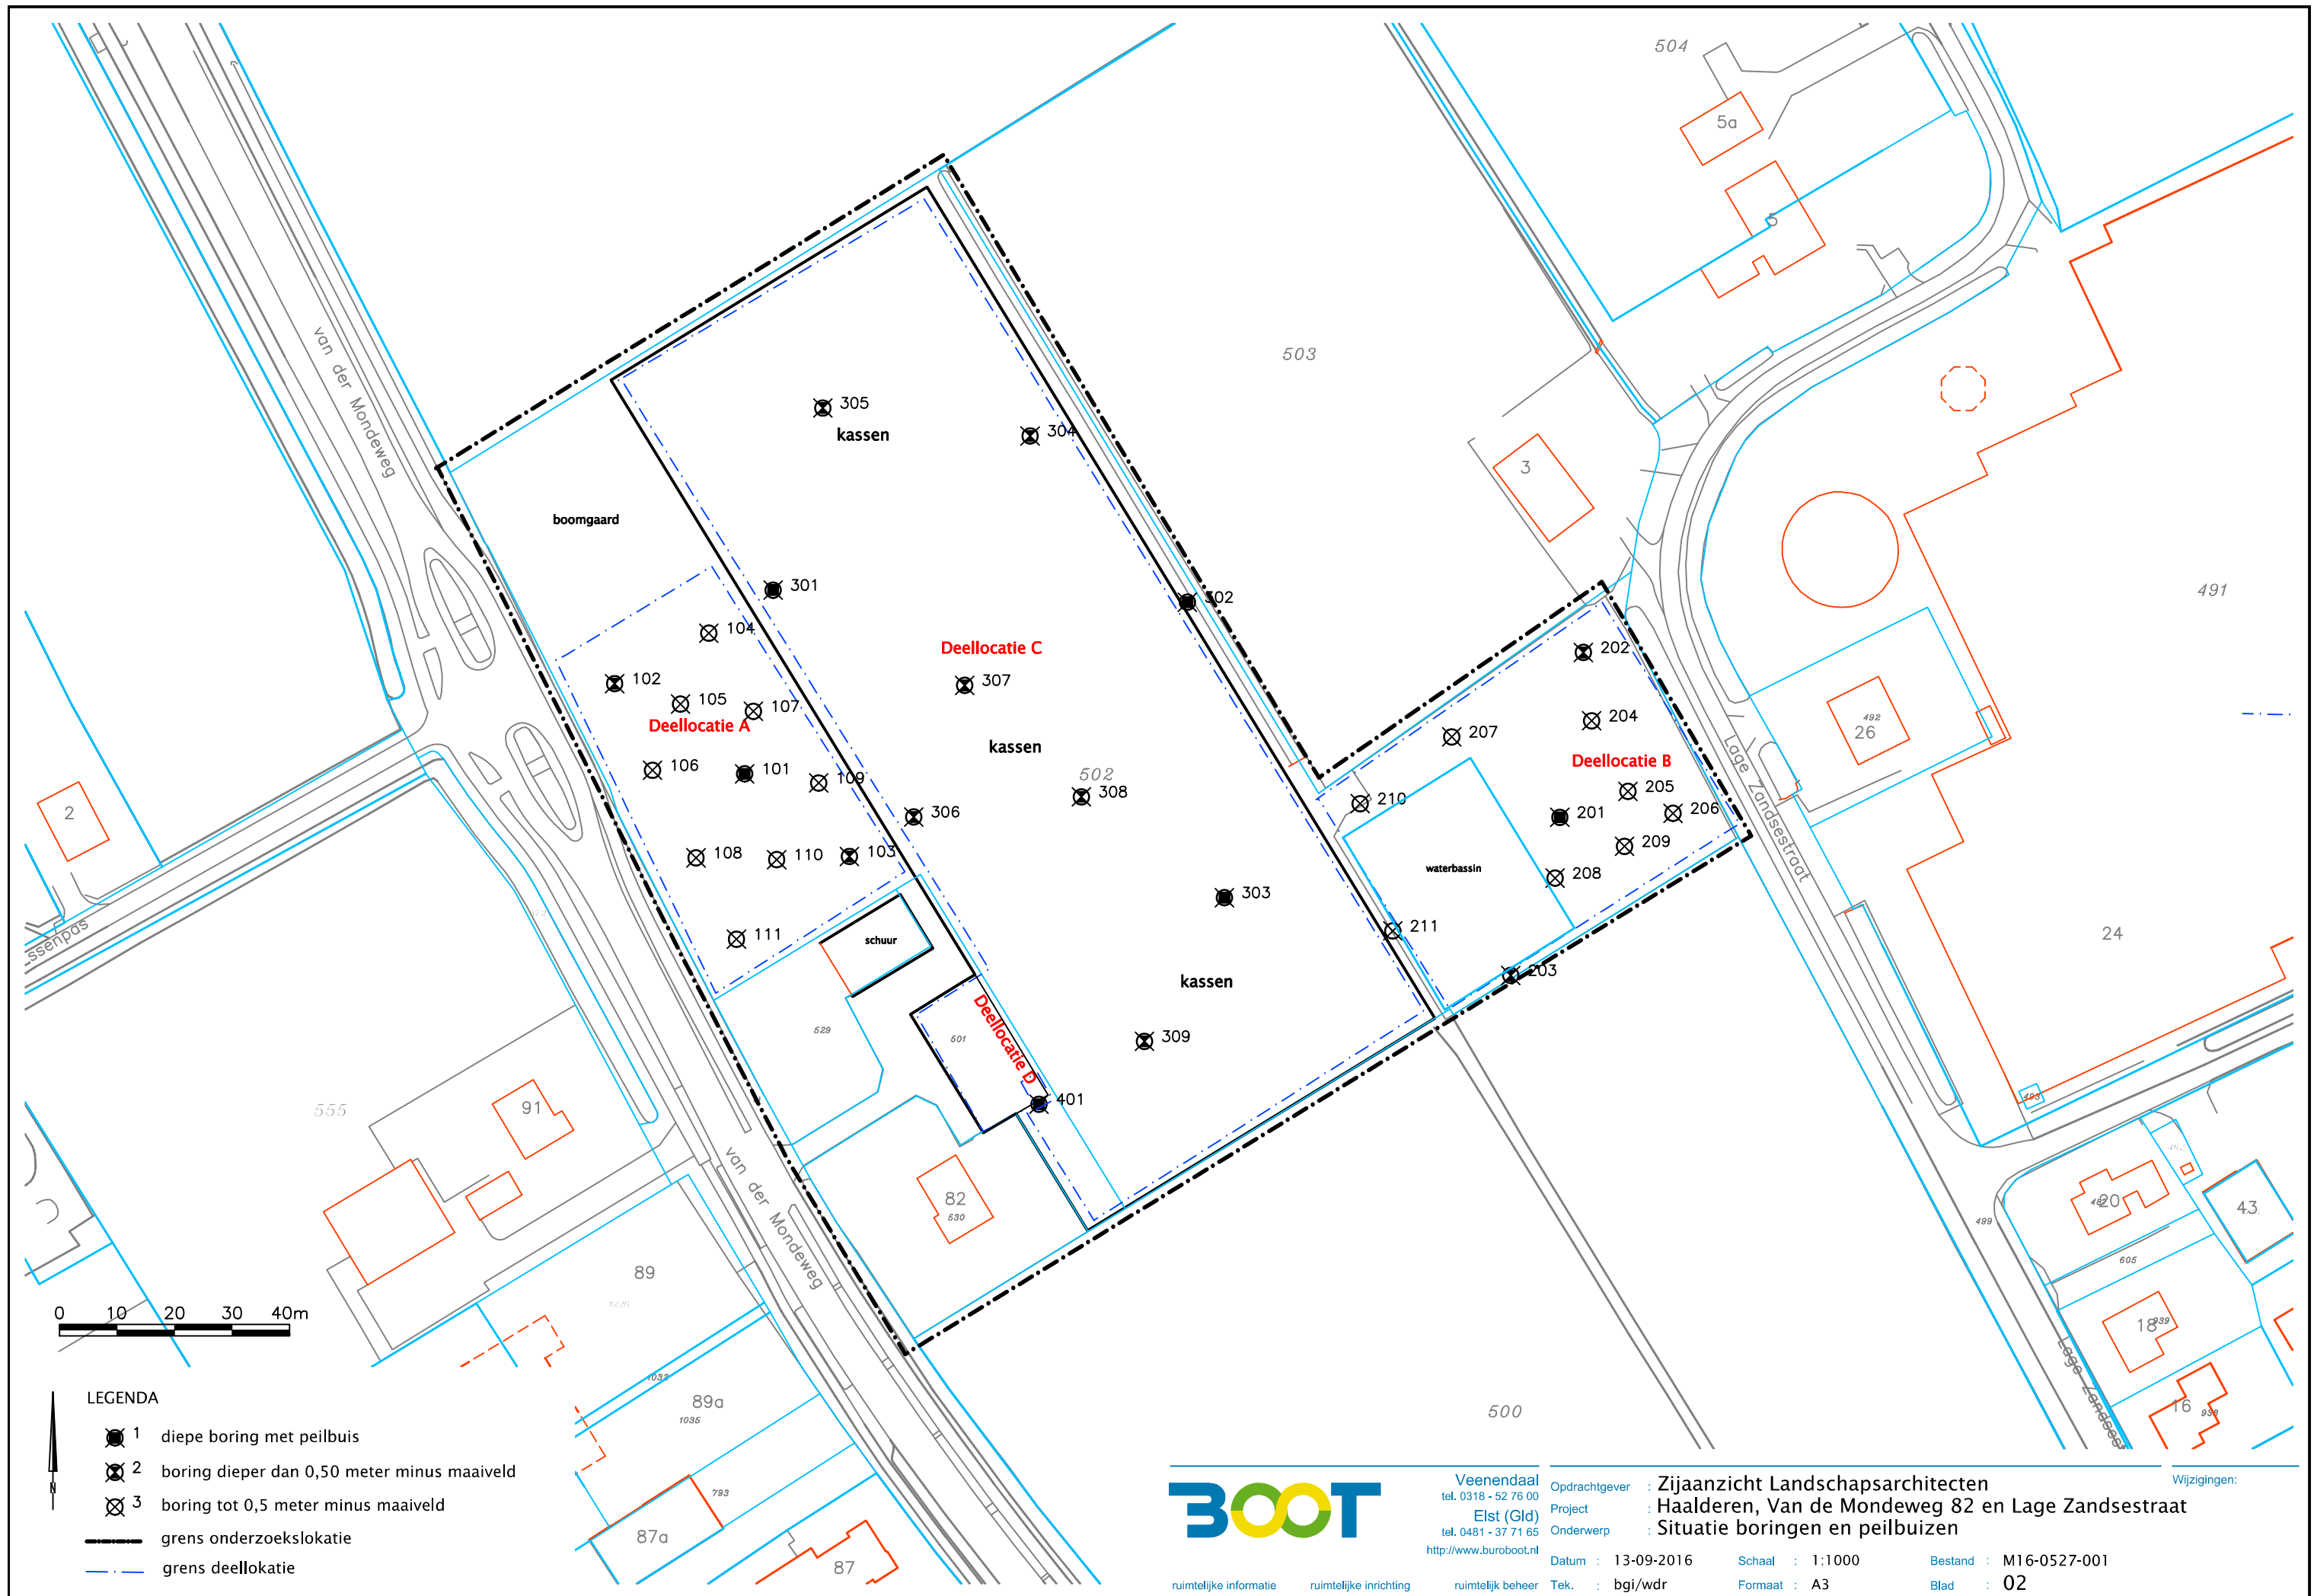 504
5a
5
503
3
491
492
26
24
493
van der Mondeweg
boomgaard
305
kassen
304
301
302
104
102
105
107
Deellocatie A
106
101
109
108
110
103
111
306
Deellocatie C
307
kassen
502
308
303
kassen
309
202
204
207
Deellocatie B
205
206
201
209
208
210
waterbassin
211
203
Lage Zandsestraat
2
ssenpas
schuur
529
501
Deellocatie D
401
555
91
82
530
van der Mondeweg
89
89a
1035
793
87a
87
500
499
20
43
605
18
939
16
938
0 10 20 30 40m
LEGENDA
1 diepe boring met peilbuis
2 boring dieper dan 0,50 meter minus maaiveld
3 boring tot 0,5 meter minus maaiveld
grens onderzoekslokatie
grens deellokatie
N
BOOT
Veenendaal
tel. 0318 - 52 76 00
Elst (Gld)
tel. 0481 - 37 71 65
http://www.buroboot.nl
ruimtelijke informatie ruimtelijke inrichting ruimtelijk beheer
Opdrachtgever : Zijaanzicht Landschapsarchitecten
Project : Haalderen, Van de Mondeweg 82 en Lage Zandsestraat
Onderwerp : Situatie boringen en peilbuizen
Datum : 13-09-2016 Schaal : 1:1000 Bestand : M16-0527-001
Tek. : bgi/wdr Formaat : A3 Blad : 02
Wijzigingen: